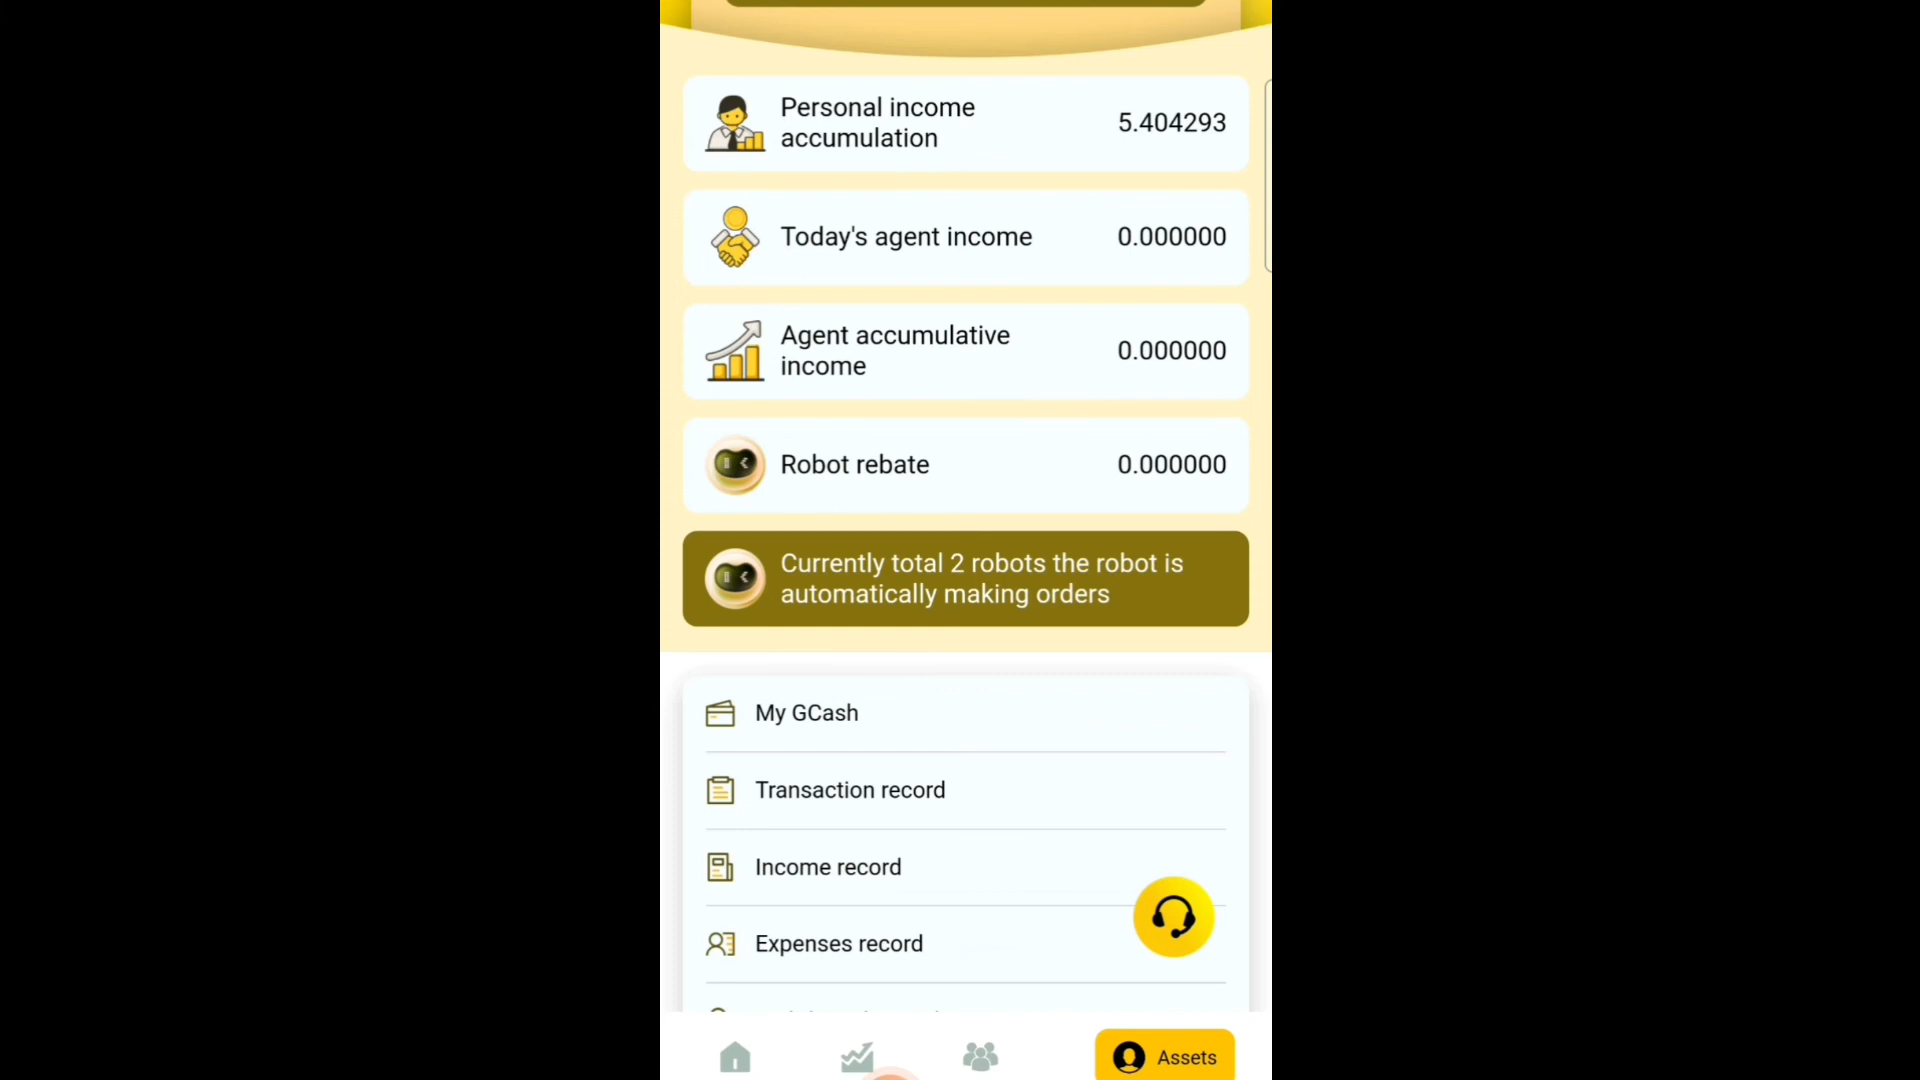 Personal income
accumulation
5.404293
Today's agent income
0.000000
Agent accumulative
income
0.000000
Robot rebate
0.000000
Currently total 2 robots the robot is
automatically making orders
My GCash
Transaction record
Income record
Expenses record
Assets